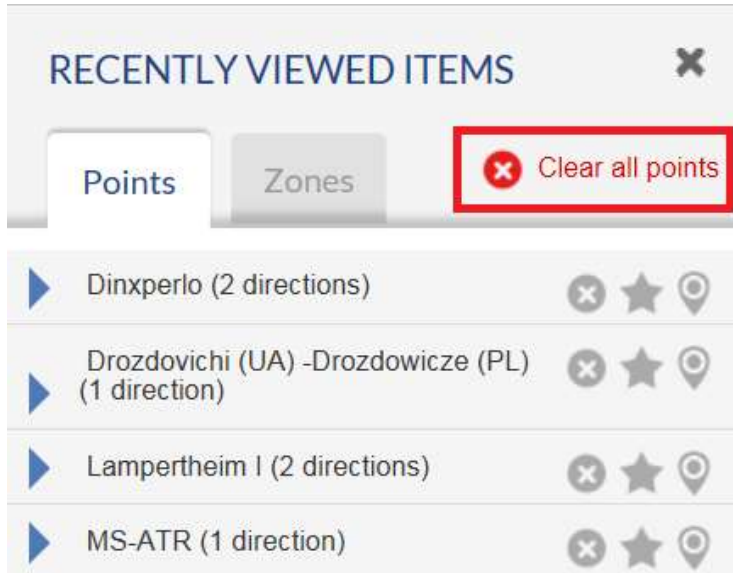 RECENTLY VIEWED ITEMS
Points
Zones
Clear all points
Dinxperlo (2 directions)
Drozdovichi (UA) -Drozdowicze (PL)
(1 direction)
Lampertheim I (2 directions)
MS-ATR (1 direction)